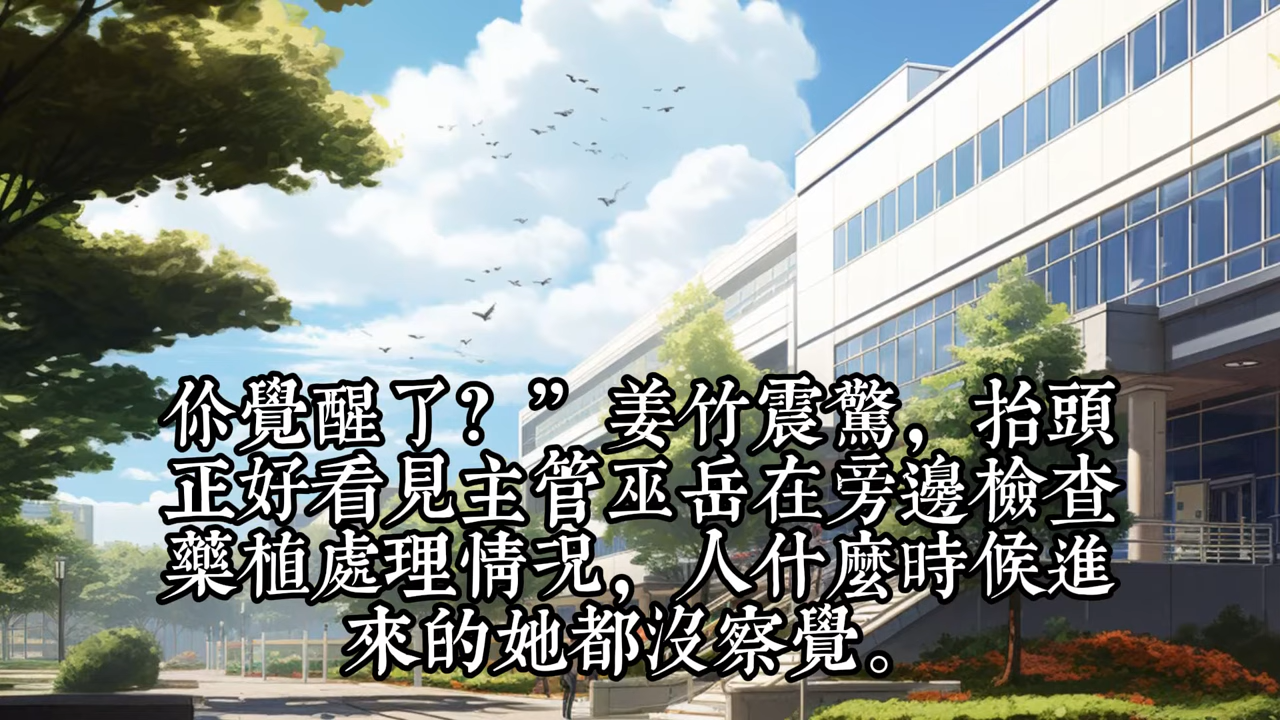 你覺醒了？”姜竹震驚，抬頭
正好看見主管巫岳在旁邊檢查
藥植處理情況，人什麼時候進
來的她都沒察覺。